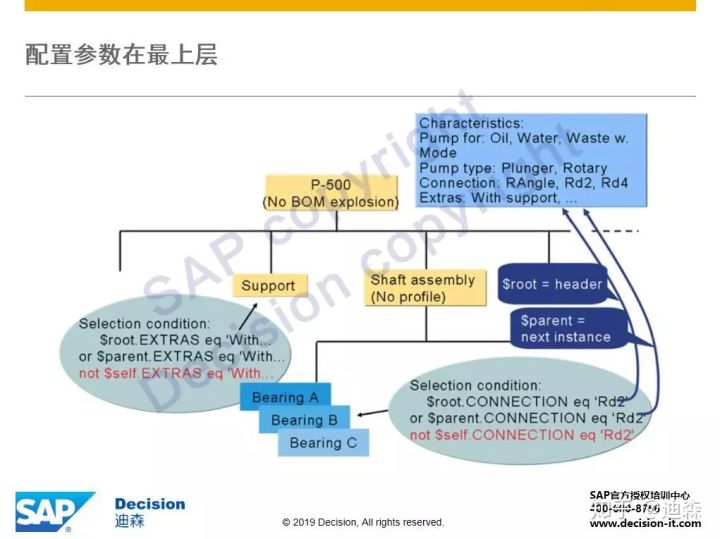 配置参数在最上层
Characteristics:
Pump for: Oil, Water, Waste w.
Mode
Pump type: Plunger, Rotary
Connection: RAngle, Rd2, Rd4
Extras: With support, ...
P-500
(No BOM explosion)
Support
Shaft assembly
(No profile)
$root = header
$parent =
next instance
Selection condition:
$root.EXTRAS eq 'With...
or $parent.EXTRAS eq 'With...
not $self.EXTRAS eq 'With...
Bearing A
Bearing B
Bearing C
Selection condition:
$root.CONNECTION eq 'Rd2'
or $parent.CONNECTION eq 'Rd2'
not $self.CONNECTION eq 'Rd2'
SAP copyright
Decision copyright
SAP
Decision
迪森
© 2019 Decision, All rights reserved.
SAP官方授权培训中心
知乎 @迪森
www.decision-it.com